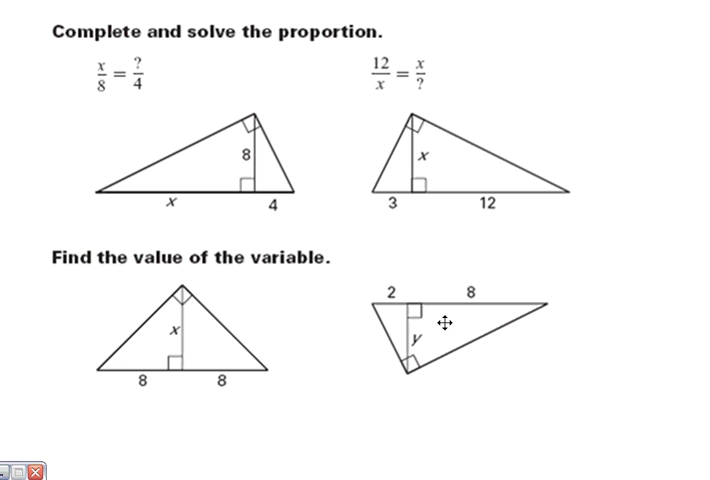 Complete and solve the proportion.
x/8 = ?/4
12/x = x/?
8
x
4
x
3
12
Find the value of the variable.
x
8
8
2
8
y